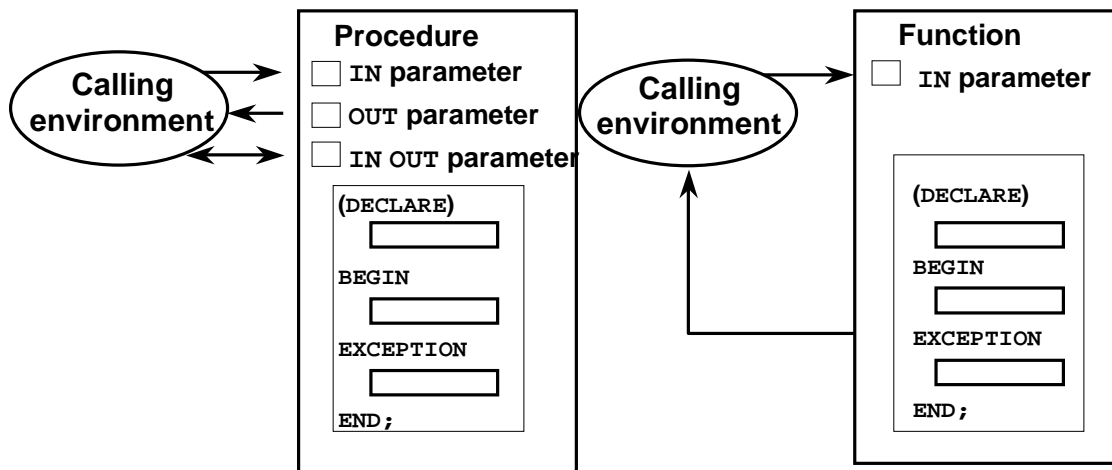 Calling
environment
Procedure
IN parameter
OUT parameter
IN OUT parameter
(DECLARE)
BEGIN
EXCEPTION
END;
Calling
environment
Function
IN parameter
(DECLARE)
BEGIN
EXCEPTION
END;